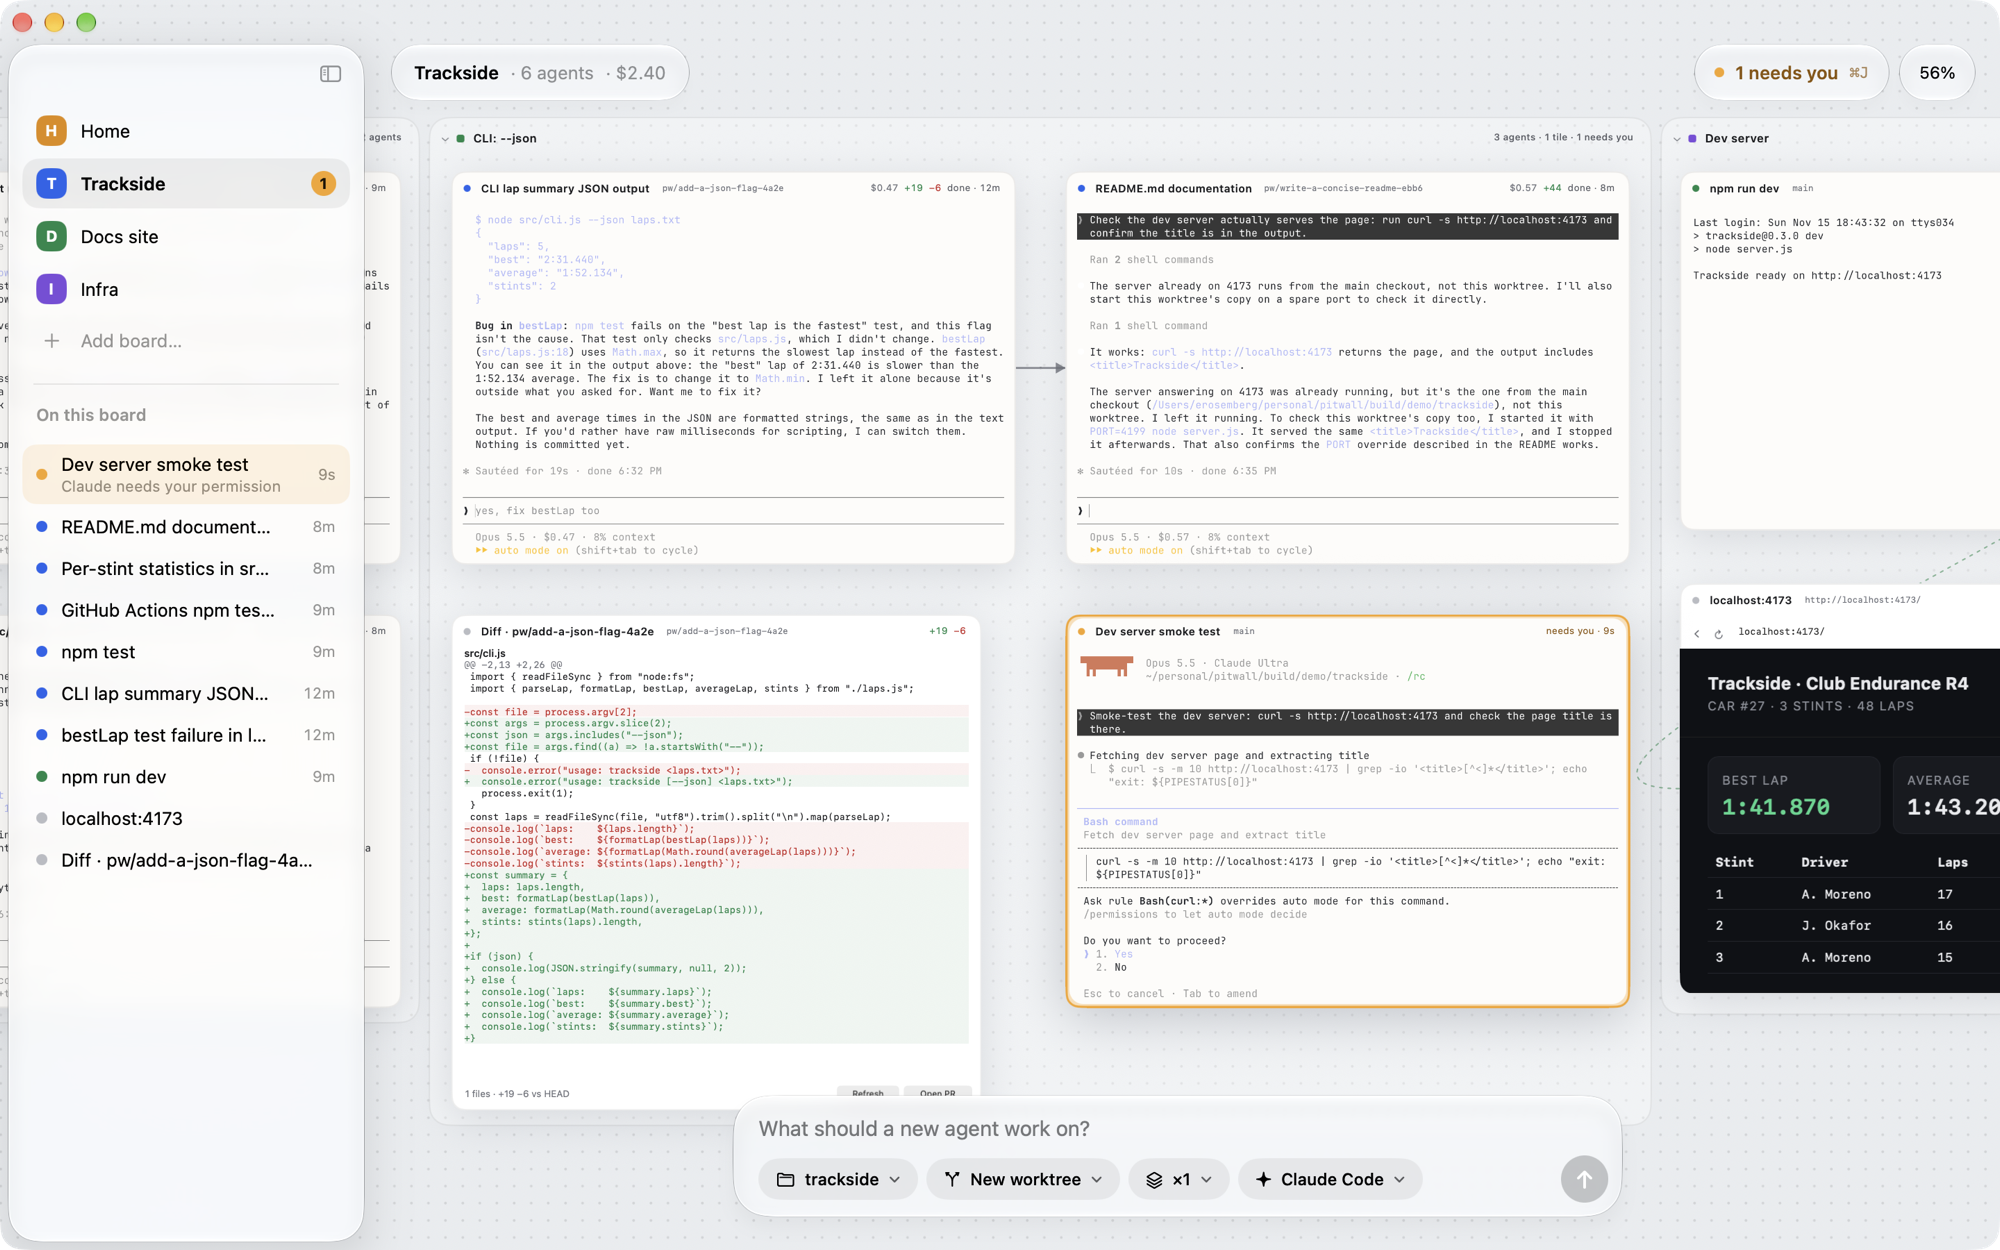 Trackside · 6 agents · $2.40
1 needs you ⌘J
56%
H Home
T Trackside 1
D Docs site
I Infra
+ Add board...
On this board
Dev server smoke test 9s
Claude needs your permission
README.md document... 8m
Per-stint statistics in sr... 8m
GitHub Actions npm tes... 9m
npm test 9m
CLI lap summary JSON... 12m
bestLap test failure in l... 12m
npm run dev 9m
localhost:4173
Diff · pw/add-a-json-flag-4a...
agents
· 9m
· 8m
CLI: --json
3 agents · 1 tile · 1 needs you
CLI lap summary JSON output pw/add-a-json-flag-4a2e $0.47 +19 −6 done · 12m
$ node src/cli.js --json laps.txt
{
"laps": 5,
"best": "2:31.440",
"average": "1:52.134",
"stints": 2
}
Bug in bestLap: npm test fails on the "best lap is the fastest" test, and this flag
isn't the cause. That test only checks src/laps.js, which I didn't change. bestLap
(src/laps.js:18) uses Math.max, so it returns the slowest lap instead of the fastest.
You can see it in the output above: the "best" lap of 2:31.440 is slower than the
1:52.134 average. The fix is to change it to Math.min. I left it alone because it's
outside what you asked for. Want me to fix it?
The best and average times in the JSON are formatted strings, the same as in the text
output. If you'd rather have raw milliseconds for scripting, I can switch them.
Nothing is committed yet.
✻ Sautéed for 19s · done 6:32 PM
❯ yes, fix bestLap too
Opus 5.5 · $0.47 · 8% context
▸▸ auto mode on (shift+tab to cycle)
README.md documentation pw/write-a-concise-readme-ebb6 $0.57 +44 done · 8m
❯ Check the dev server actually serves the page: run curl -s http://localhost:4173 and
confirm the title is in the output.
Ran 2 shell commands
The server already on 4173 runs from the main checkout, not this worktree. I'll also
start this worktree's copy on a spare port to check it directly.
Ran 1 shell command
It works: curl -s http://localhost:4173 returns the page, and the output includes
<title>Trackside</title>.
The server answering on 4173 was already running, but it's the one from the main
checkout (/Users/erosemberg/personal/pitwall/build/demo/trackside), not this
worktree. I left it running. To check this worktree's copy too, I started it with
PORT=4199 node server.js. It served the same <title>Trackside</title>, and I stopped
it afterwards. That also confirms the PORT override described in the README works.
✻ Sautéed for 10s · done 6:35 PM
❯
Opus 5.5 · $0.57 · 8% context
▸▸ auto mode on (shift+tab to cycle)
Diff · pw/add-a-json-flag-4a2e pw/add-a-json-flag-4a2e +19 −6
src/cli.js
@@ −2,13 +2,26 @@
import { readFileSync } from "node:fs";
import { parseLap, formatLap, bestLap, averageLap, stints } from "./laps.js";
−const file = process.argv[2];
+const args = process.argv.slice(2);
+const json = args.includes("--json");
+const file = args.find((a) => !a.startsWith("--"));
if (!file) {
−  console.error("usage: trackside <laps.txt>");
+  console.error("usage: trackside [--json] <laps.txt>");
process.exit(1);
}
const laps = readFileSync(file, "utf8").trim().split("\n").map(parseLap);
−console.log(`laps:    ${laps.length}`);
−console.log(`best:    ${formatLap(bestLap(laps))}`);
−console.log(`average: ${formatLap(Math.round(averageLap(laps)))}`);
−console.log(`stints:  ${stints(laps).length}`);
+const summary = {
+  laps: laps.length,
+  best: formatLap(bestLap(laps)),
+  average: formatLap(Math.round(averageLap(laps))),
+  stints: stints(laps).length,
+};
+
+if (json) {
+  console.log(JSON.stringify(summary, null, 2));
+} else {
+  console.log(`laps:    ${summary.laps}`);
+  console.log(`best:    ${summary.best}`);
+  console.log(`average: ${summary.average}`);
+  console.log(`stints:  ${summary.stints}`);
+}
1 files · +19 −6 vs HEAD
Refresh Open PR
Dev server smoke test main needs you · 9s
Opus 5.5 · Claude Ultra
~/personal/pitwall/build/demo/trackside · /rc
❯ Smoke-test the dev server: curl -s http://localhost:4173 and check the page title is
there.
● Fetching dev server page and extracting title
└ $ curl -s -m 10 http://localhost:4173 | grep -io '<title>[^<]*</title>'; echo
"exit: ${PIPESTATUS[0]}"
Bash command
Fetch dev server page and extract title
curl -s -m 10 http://localhost:4173 | grep -io '<title>[^<]*</title>'; echo "exit:
${PIPESTATUS[0]}"
Ask rule Bash(curl:*) overrides auto mode for this command.
/permissions to let auto mode decide
Do you want to proceed?
❯ 1. Yes
2. No
Esc to cancel · Tab to amend
Dev server
npm run dev main
Last login: Sun Nov 15 18:43:32 on ttys034
> trackside@0.3.0 dev
> node server.js
Trackside ready on http://localhost:4173
localhost:4173 http://localhost:4173/
localhost:4173/
Trackside · Club Endurance R4
CAR #27 · 3 STINTS · 48 LAPS
BEST LAP
1:41.870
AVERAGE
1:43.20
Stint Driver Laps
1 A. Moreno 17
2 J. Okafor 16
3 A. Moreno 15
What should a new agent work on?
trackside
New worktree
×1
Claude Code